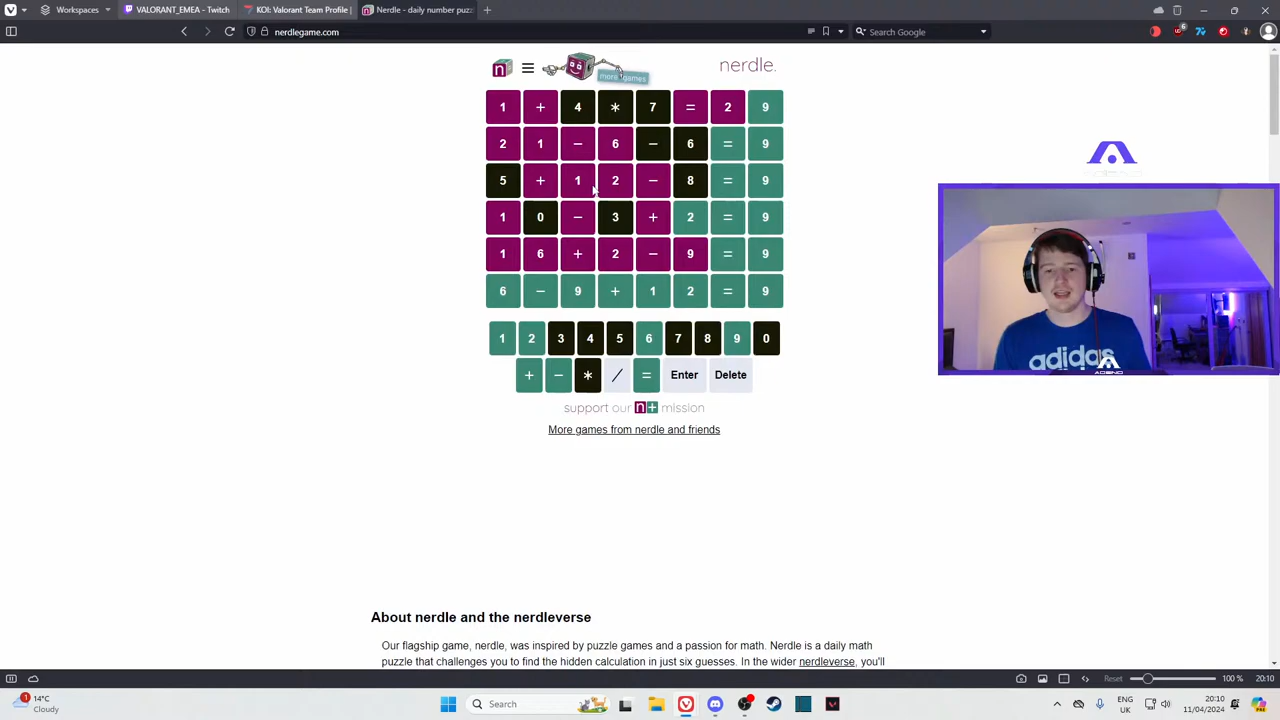 Workspaces VALORANT_EMEA - Twitch KOI: Valorant Team Profile | Nerdle - daily number puzz
nerdlegame.com Search Google
n more games nerdle.
1 + 4 * 7 = 2 9
2 1 - 6 - 6 = 9
5 + 1 2 - 8 = 9
1 0 - 3 + 2 = 9
1 6 + 2 - 9 = 9
6 - 9 + 1 2 = 9
1 2 3 4 5 6 7 8 9 0
+ - * / = Enter Delete
support our n + mission
More games from nerdle and friends
adidas
About nerdle and the nerdleverse
Our flagship game, nerdle, was inspired by puzzle games and a passion for math. Nerdle is a daily math
puzzle that challenges you to find the hidden calculation in just six guesses. In the wider nerdleverse, you'll
Reset 100 % 20:10
1 14°C Cloudy Search ENG UK 20:10 11/04/2024